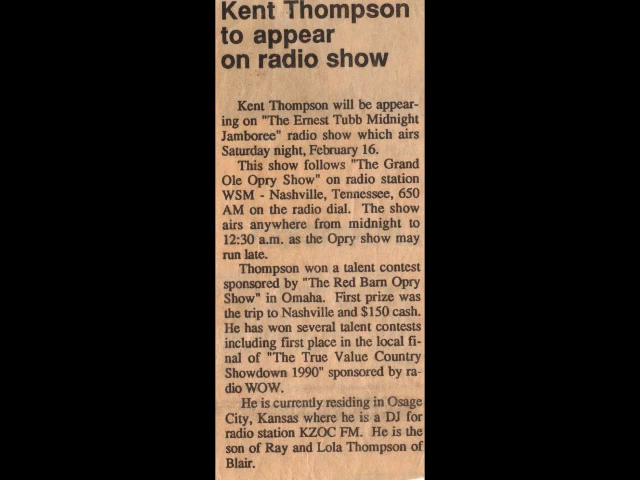 Kent Thompson
to appear
on radio show
Kent Thompson will be appear-
ing on "The Ernest Tubb Midnight
Jamboree" radio show which airs
Saturday night, February 16.
This show follows "The Grand
Ole Opry Show" on radio station
WSM - Nashville, Tennessee, 650
AM on the radio dial. The show
airs anywhere from midnight to
12:30 a.m. as the Opry show may
run late.
Thompson won a talent contest
sponsored by "The Red Barn Opry
Show" in Omaha. First prize was
the trip to Nashville and $150 cash.
He has won several talent contests
including first place in the local fi-
nal of "The True Value Country
Showdown 1990" sponsored by ra-
dio WOW.
He is currently residing in Osage
City, Kansas where he is a DJ for
radio station KZOC FM. He is the
son of Ray and Lola Thompson of
Blair.